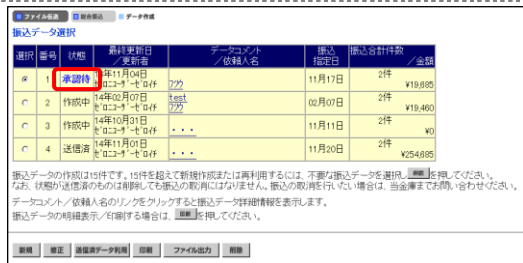 ファイル伝送 総合振込 データ作成
振込データ選択
選択 番号 状態 最終更新日／更新者 データコメント／依頼人名 振込指定日 振込合計件数／金額
1 承認待 14年11月04日 ｾﾞﾛﾆﾕｰｻﾞｰｾﾞﾛｲﾁ ﾌﾂｳ 11月17日 2件 ¥19,685
2 作成中 14年02月07日 ｾﾞﾛﾆﾕｰｻﾞｰｾﾞﾛｲﾁ test ﾌﾂｳ 02月07日 2件 ¥19,460
3 作成中 14年10月31日 ｾﾞﾛﾆﾕｰｻﾞｰｾﾞﾛｲﾁ ・・・ 11月11日 2件 ¥0
4 送信済 14年11月04日 ｾﾞﾛﾆﾕｰｻﾞｰｾﾞﾛｲﾁ ・・・ 11月20日 2件 ¥254,685
振込データの作成は15件です。15件を超えて新規作成または再利用するには、不要な振込データを選択し、削除を押してください。
なお、状態が送信済のものは削除しても振込の取消にはなりません。振込の取消を行いたい場合は、当金庫までお問い合わせください。
データコメント／依頼人名のリンクをクリックすると振込データ詳細情報を表示します。
振込データの明細表示／印刷する場合は、印刷を押してください。
新規 修正 送信済データ利用 印刷 ファイル出力 削除